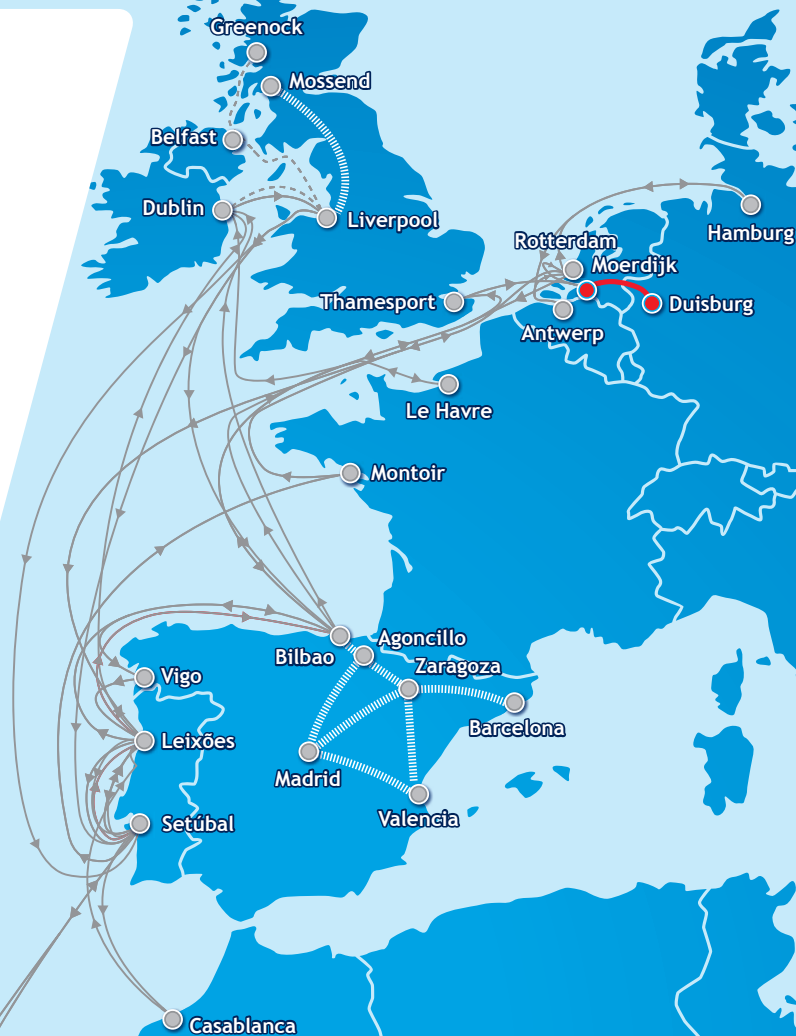 Greenock
Mossend
Belfast
Dublin
Liverpool
Hamburg
Rotterdam
Moerdijk
Thamesport
Duisburg
Antwerp
Le Havre
Montoir
Agoncillo
Bilbao
Zaragoza
Vigo
Barcelona
Leixões
Madrid
Valencia
Setúbal
Casablanca